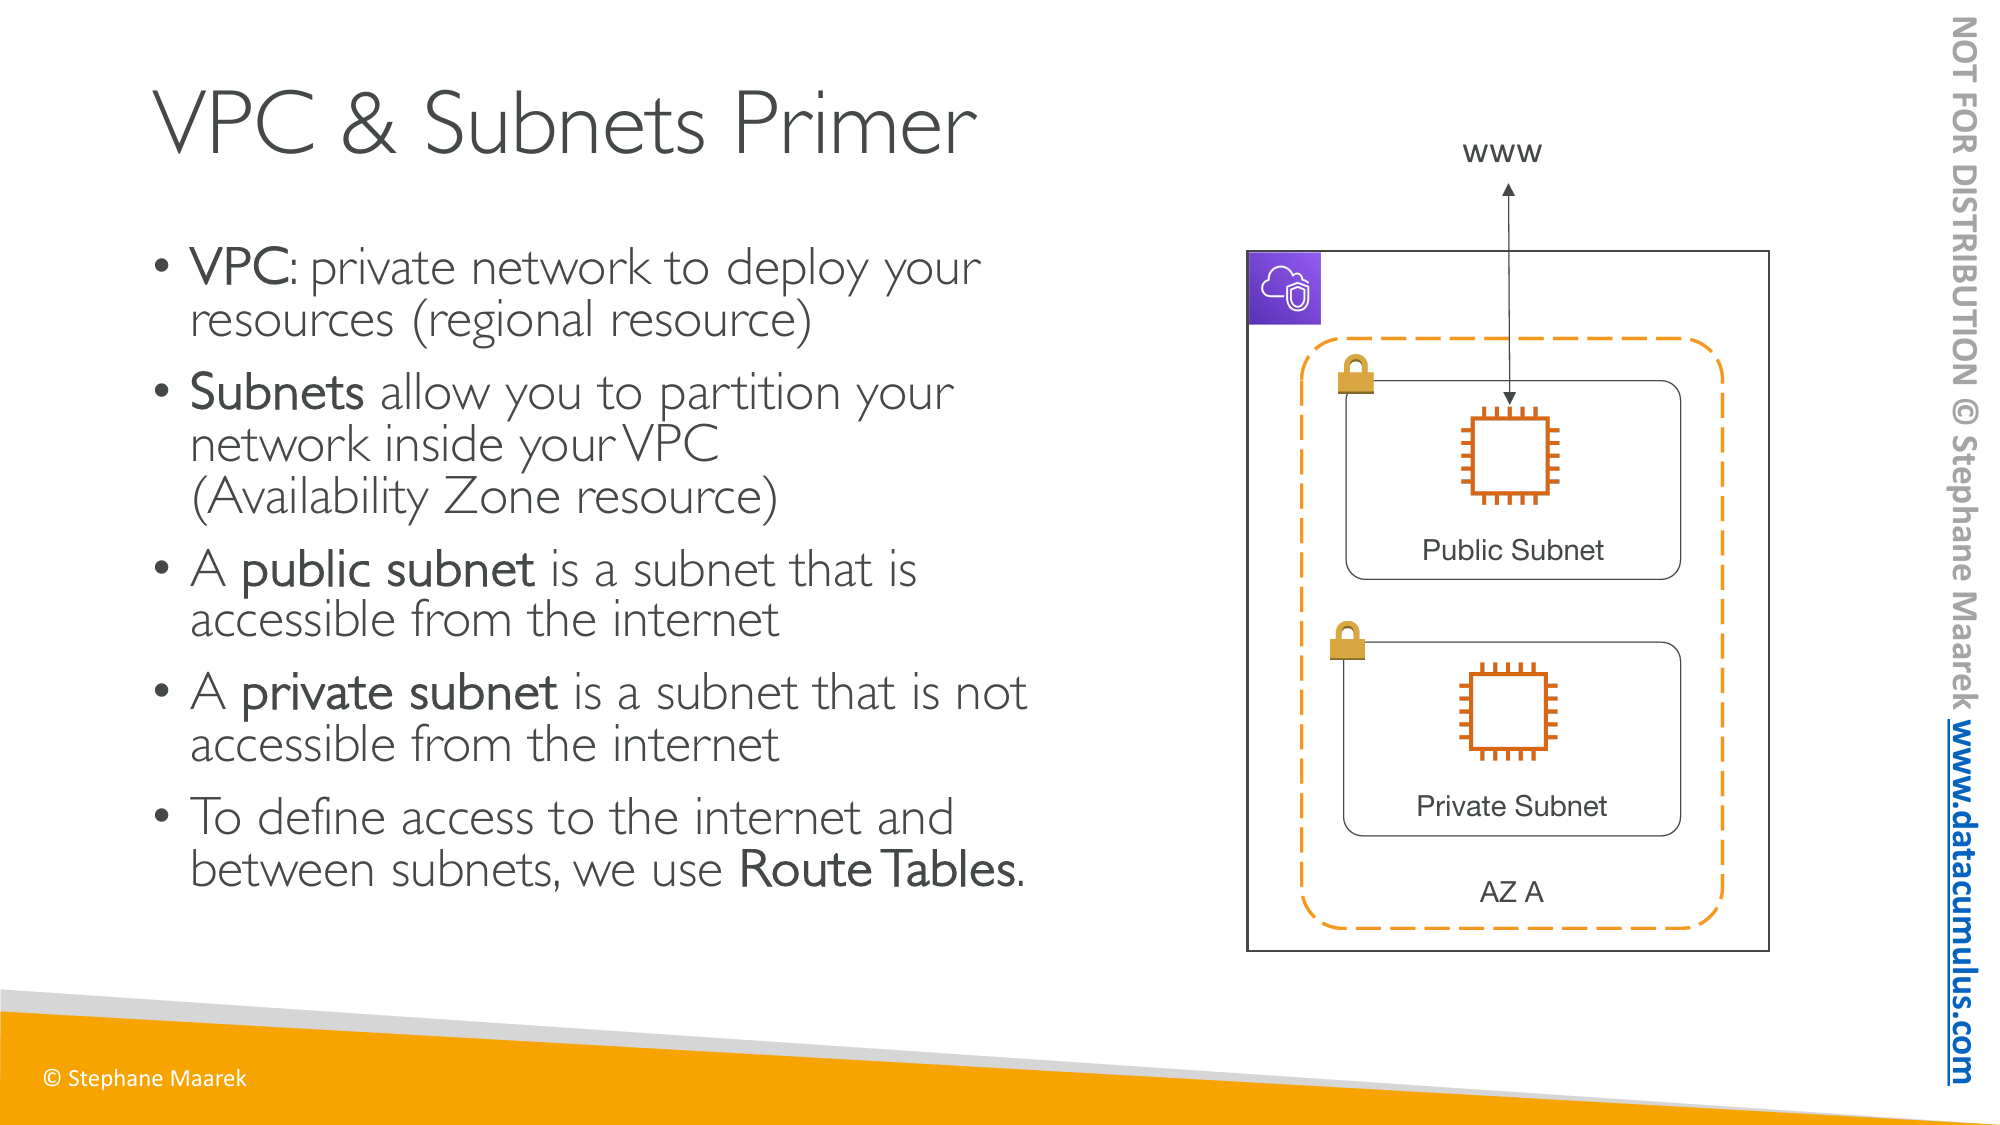 VPC & Subnets Primer
• VPC: private network to deploy your
resources (regional resource)
• Subnets allow you to partition your
network inside your VPC
(Availability Zone resource)
• A public subnet is a subnet that is
accessible from the internet
• A private subnet is a subnet that is not
accessible from the internet
• To define access to the internet and
between subnets, we use Route Tables.
www
Public Subnet
Private Subnet
AZ A
© Stephane Maarek
NOT FOR DISTRIBUTION © Stephane Maarek www.datacumulus.com